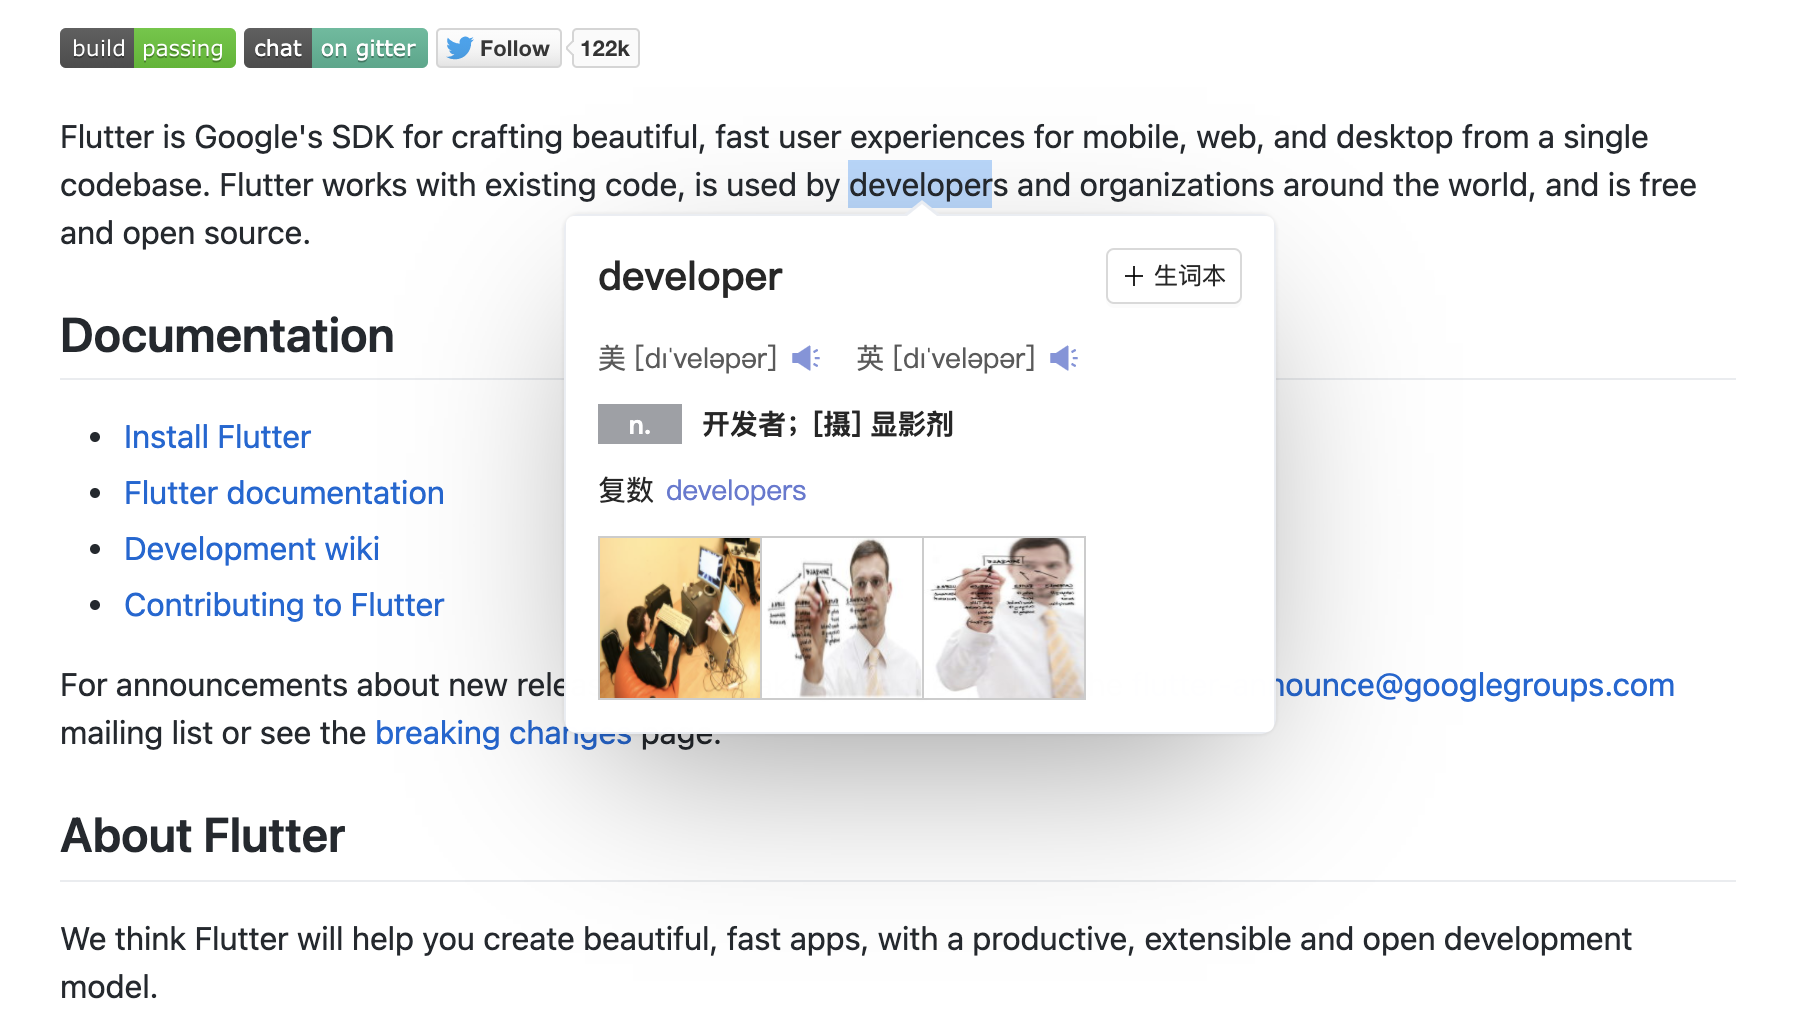 build passing chat on gitter Follow 122k
Flutter is Google's SDK for crafting beautiful, fast user experiences for mobile, web, and desktop from a single
codebase. Flutter works with existing code, is used by developers and organizations around the world, and is free
and open source.
developer
+ 生词本
美 [dɪˈveləpər] 英 [dɪˈveləpər]
n. 开发者；[摄] 显影剂
复数 developers
Documentation
Install Flutter
Flutter documentation
Development wiki
Contributing to Flutter
For announcements about new rele nounce@googlegroups.com
mailing list or see the breaking changes page.
About Flutter
We think Flutter will help you create beautiful, fast apps, with a productive, extensible and open development
model.